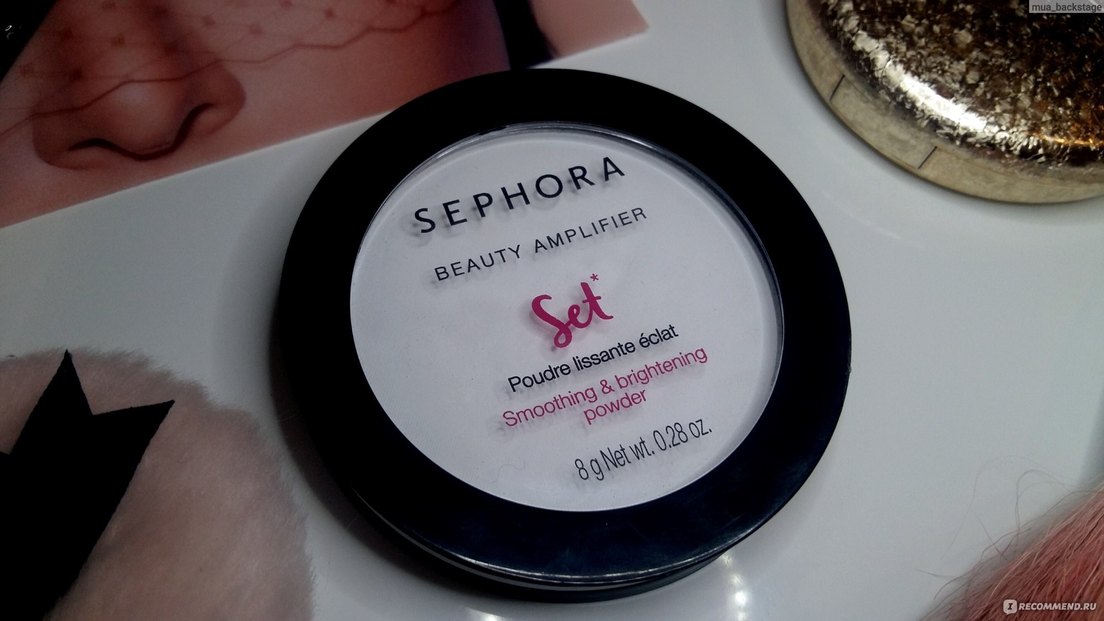 mua_backstage
SEPHORA
BEAUTY AMPLIFIER
Set*
Poudre lissante éclat
Smoothing & brightening
powder
8 g Net wt. 0.28 oz.
I RECOMMEND.RU